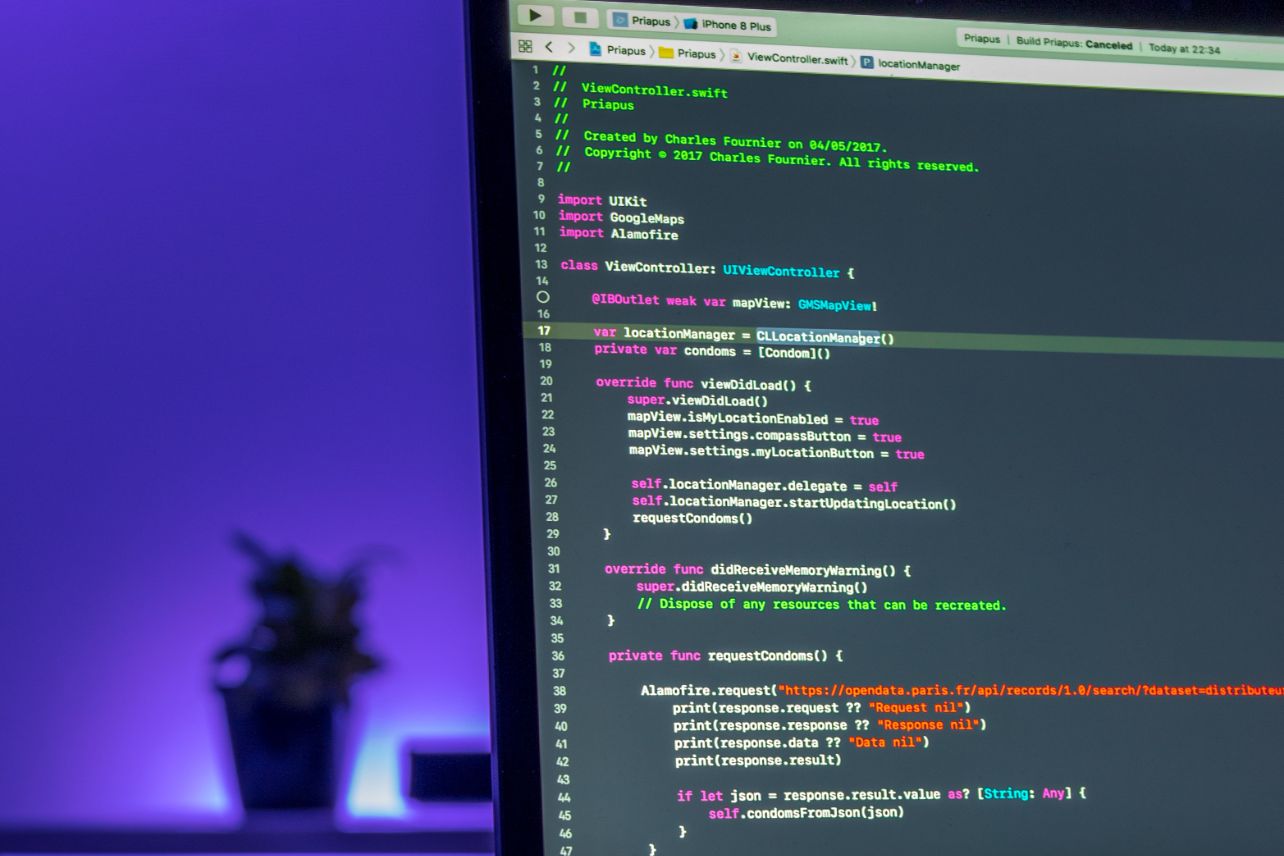 Priapus iPhone 8 Plus
Priapus | Build Priapus: Canceled | Today at 22:34
Priapus Priapus ViewController.swift P locationManager
1 //
2 // ViewController.swift
3 // Priapus
4 //
5 // Created by Charles Fournier on 04/05/2017.
6 // Copyright © 2017 Charles Fournier. All rights reserved.
7 //
8
9 import UIKit
10 import GoogleMaps
11 import Alamofire
12
13 class ViewController: UIViewController {
14
@IBOutlet weak var mapView: GMSMapView!
16
17 var locationManager = CLLocationManager()
18 private var condoms = [Condom]()
19
20 override func viewDidLoad() {
21 super.viewDidLoad()
22 mapView.isMyLocationEnabled = true
23 mapView.settings.compassButton = true
24 mapView.settings.myLocationButton = true
25
26 self.locationManager.delegate = self
27 self.locationManager.startUpdatingLocation()
28 requestCondoms()
29 }
30
31 override func didReceiveMemoryWarning() {
32 super.didReceiveMemoryWarning()
33 // Dispose of any resources that can be recreated.
34 }
35
36 private func requestCondoms() {
37
38 Alamofire.request("https://opendata.paris.fr/api/records/1.0/search/?dataset=distributeu
39 print(response.request ?? "Request nil")
40 print(response.response ?? "Response nil")
41 print(response.data ?? "Data nil")
42 print(response.result)
43
44 if let json = response.result.value as? [String: Any] {
45 self.condomsFromJson(json)
46 }
47 }